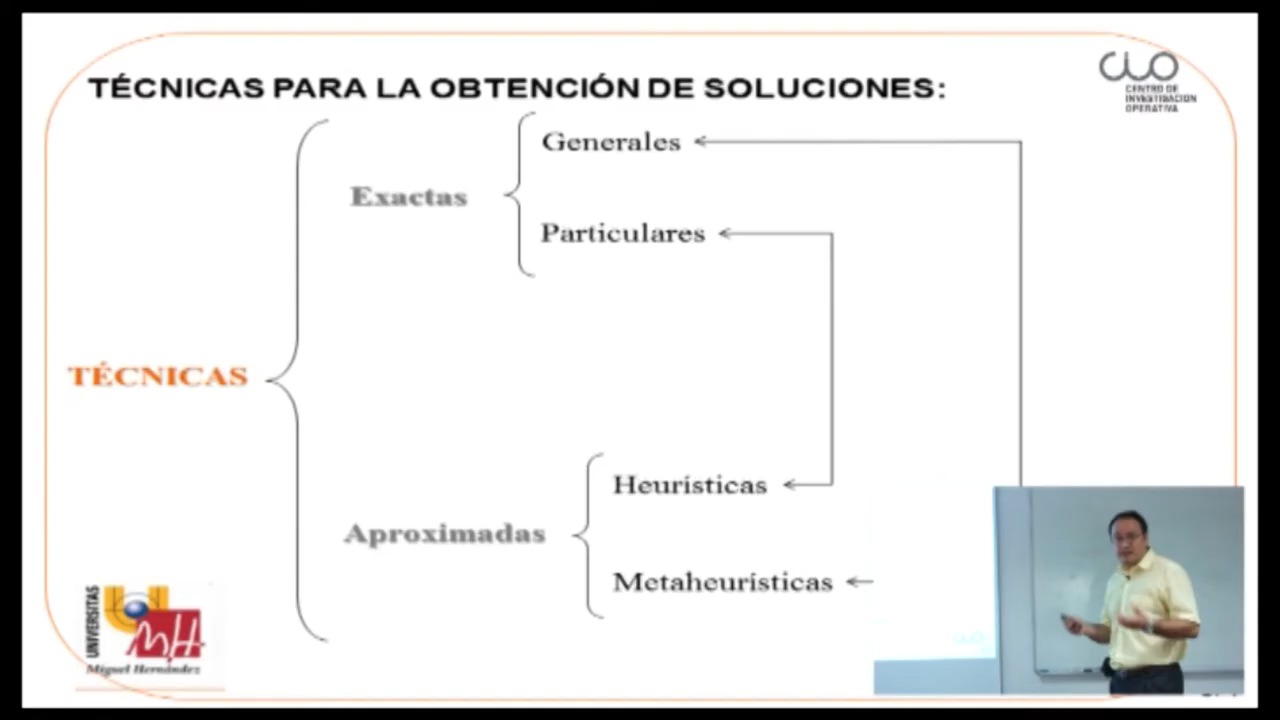 TÉCNICAS PARA LA OBTENCIÓN DE SOLUCIONES:
CIO
CENTRO DE
INVESTIGACION
OPERATIVA
Generales
Exactas
Particulares
TÉCNICAS
Heurísticas
Aproximadas
Metaheurísticas
UNIVERSITAS
MH
Miguel Hernández